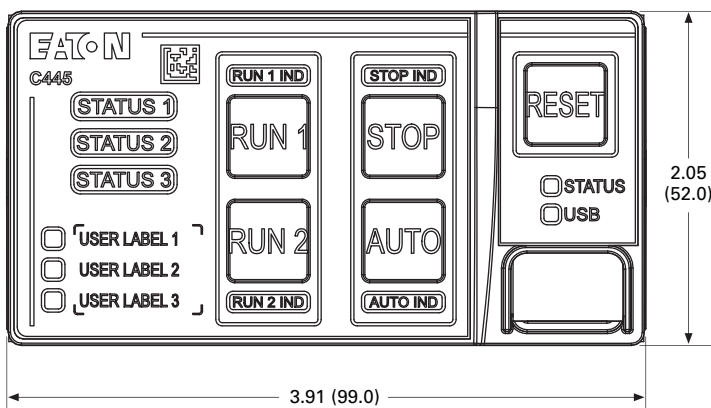 EATON
C445
STATUS 1
STATUS 2
STATUS 3
USER LABEL 1
USER LABEL 2
USER LABEL 3
RUN 1 IND
RUN 1
RUN 2
RUN 2 IND
STOP IND
STOP
AUTO
AUTO IND
RESET
STATUS
USB
2.05
(52.0)
3.91 (99.0)